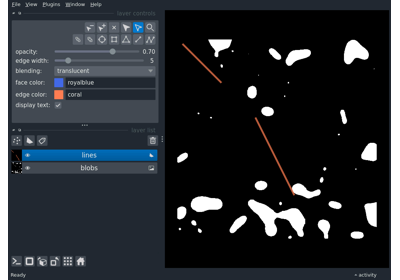 File View Plugins Window Help
layer controls
opacity: 0.70
edge width: 5
blending: translucent
face color: royalblue
edge color: coral
display text:
layer list
lines
blobs
Ready
activity